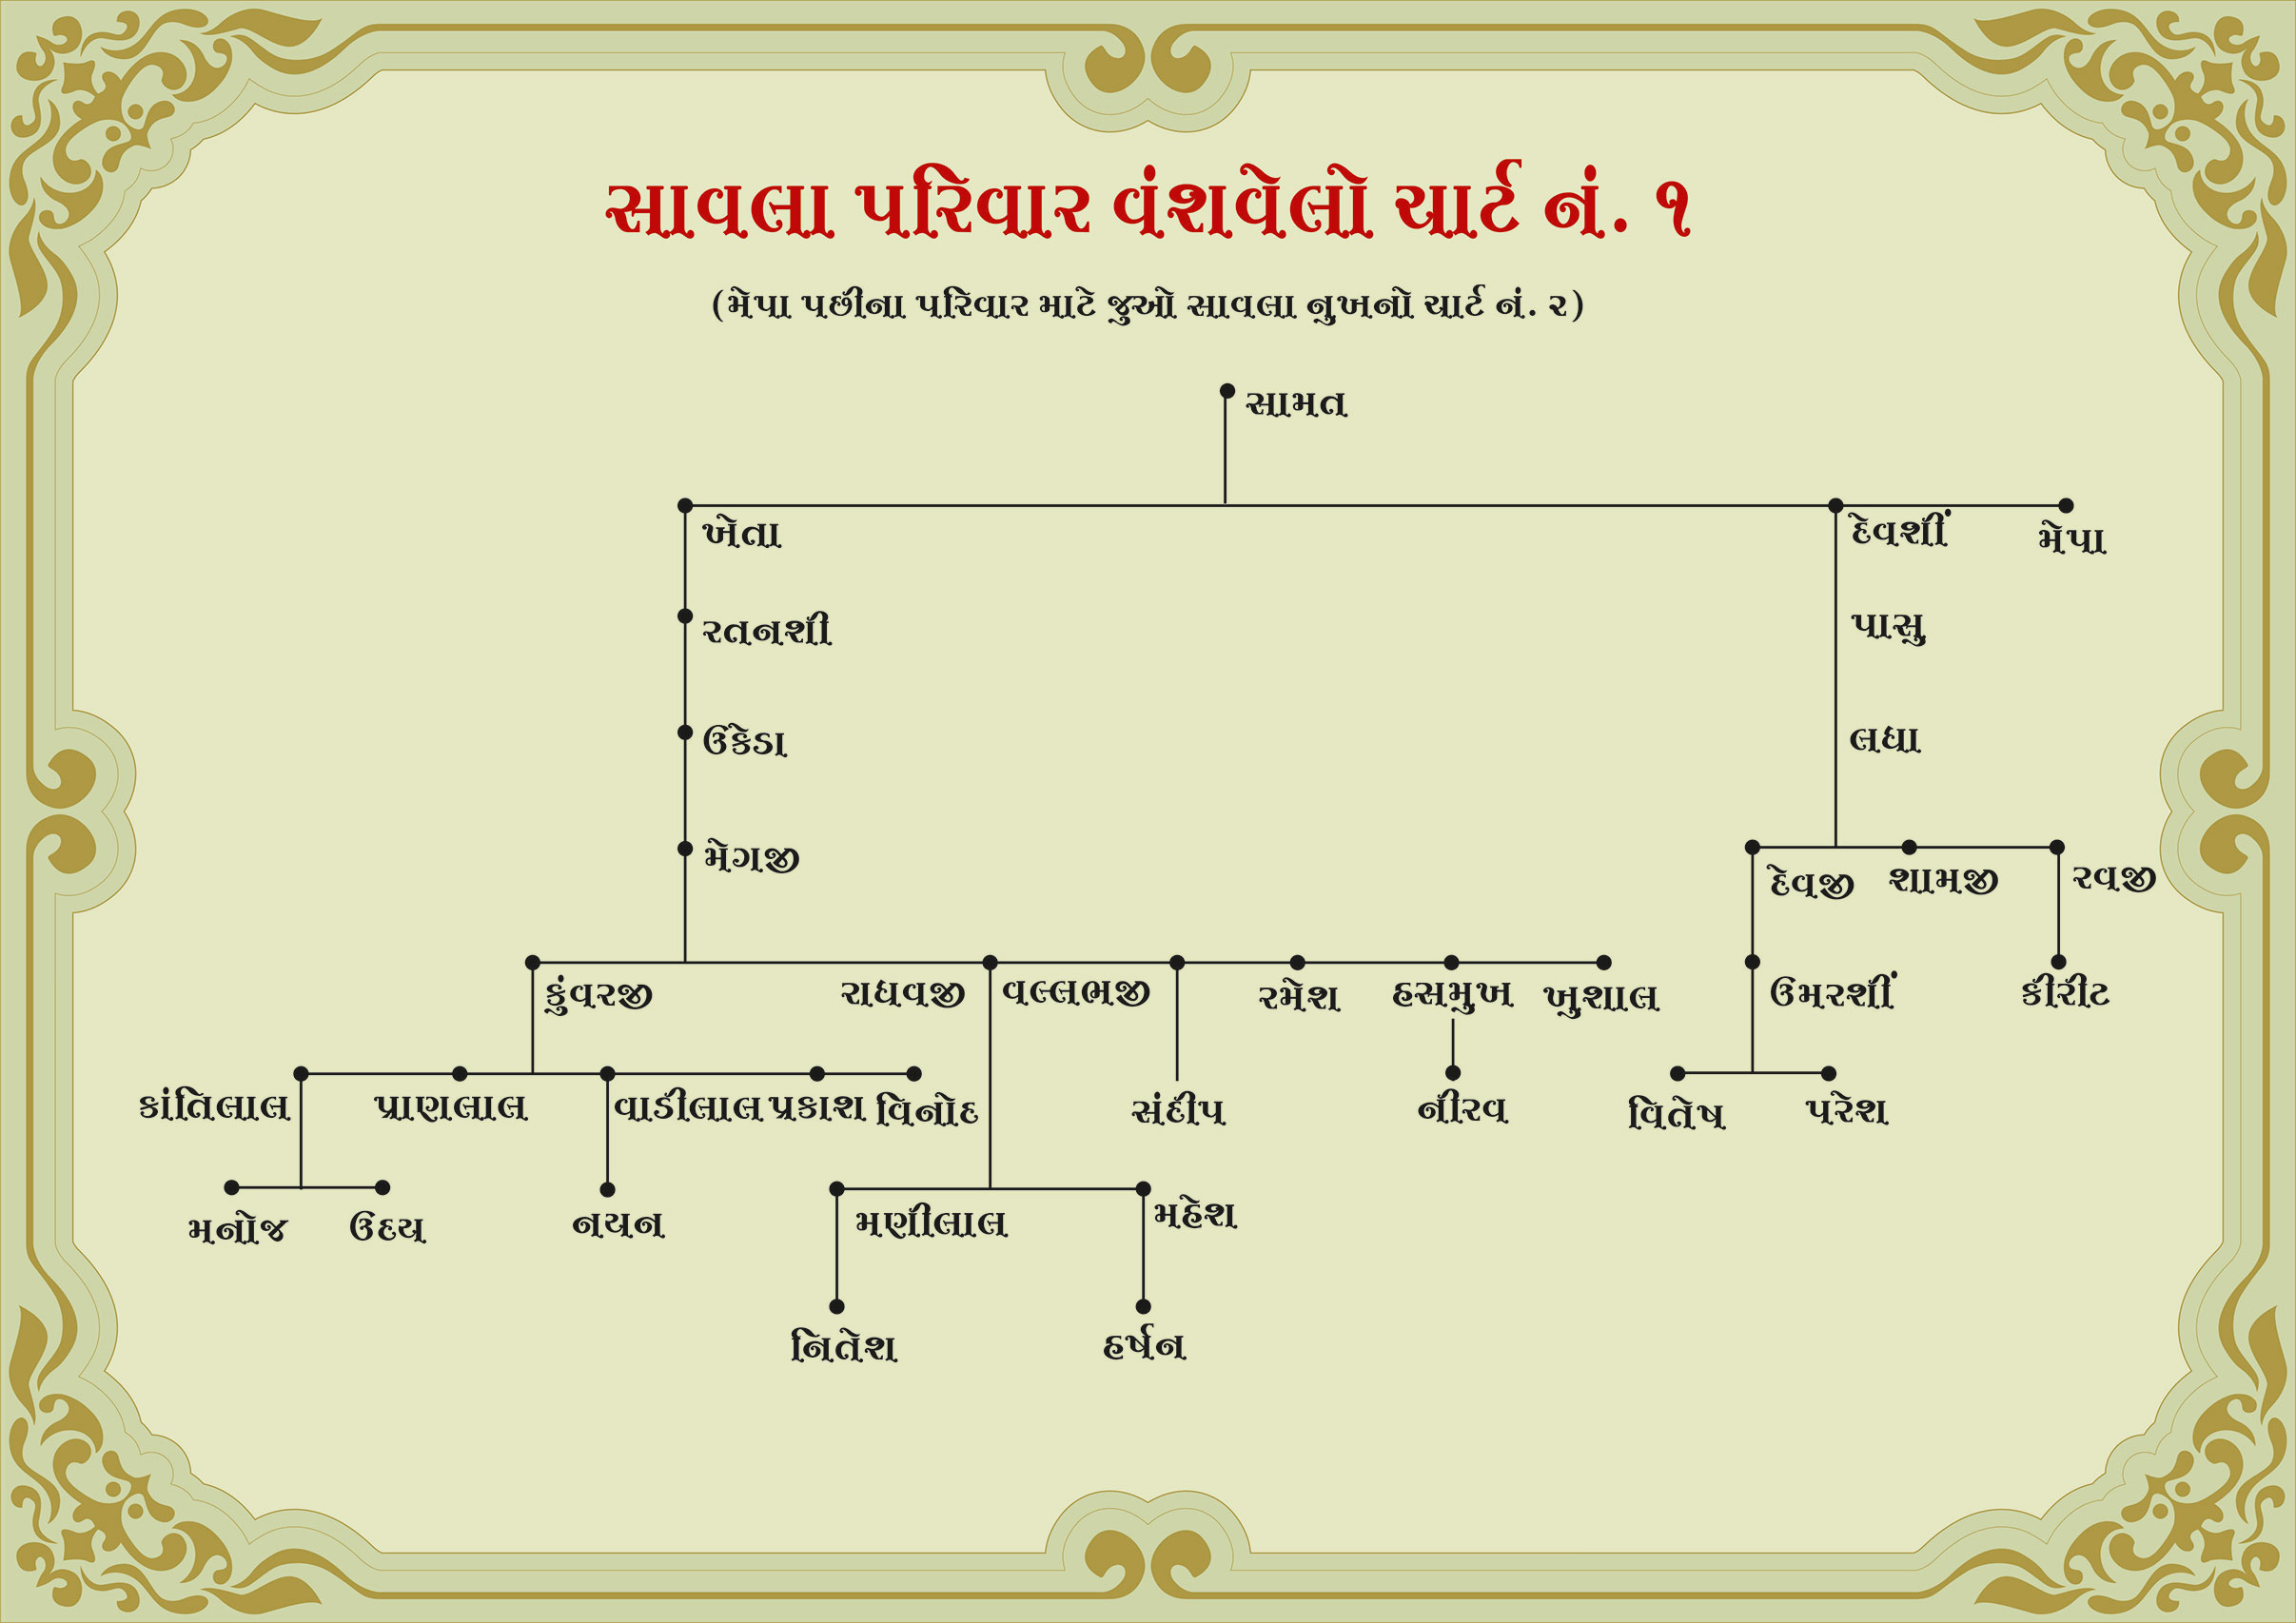 સાવલા પરિવાર વંશવેલો ચાર્ટ નં. ૧
(મેપા પછીના પરિવાર માટે જુઓ સાવલા નુખનો ચાર્ટ નં. ૨)
સામત
ખેતા દેવશીં મેપા
રતનશી પાસુ
ઉંકેડા લધા
મેગજી દેવજી શામજી રવજી
કુંવરજી રાઘવજી વલ્લભજી રમેશ હસમુખ ખુશાલ ઉમરશીં કીરીટ
કાંતિલાલ પ્રાણલાલ વાડીલાલ પ્રકાશ વિનોદ સંદીપ નીરવ વિતેષ પરેશ
મનોજ ઉદય નયન મણીલાલ મહેશ
નિતેશ હર્ષન